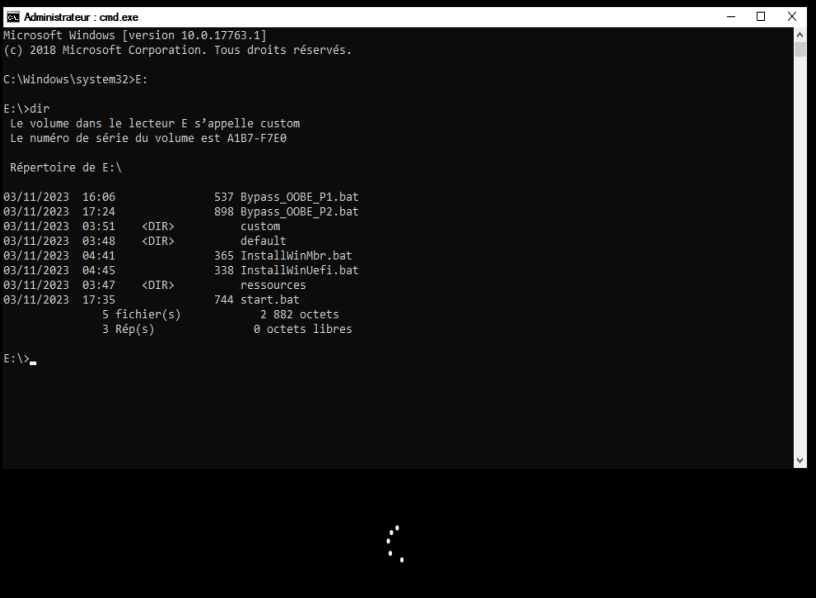 Administrateur : cmd.exe
Microsoft Windows [version 10.0.17763.1]
(c) 2018 Microsoft Corporation. Tous droits réservés.
C:\Windows\system32>E:
E:\>dir
 Le volume dans le lecteur E s’appelle custom
 Le numéro de série du volume est A1B7-F7E0
 Répertoire de E:\
03/11/2023  16:06               537 Bypass_OOBE_P1.bat
03/11/2023  17:24               898 Bypass_OOBE_P2.bat
03/11/2023  03:51    <DIR>          custom
03/11/2023  03:48    <DIR>          default
03/11/2023  04:41               365 InstallWinMbr.bat
03/11/2023  04:45               338 InstallWinUefi.bat
03/11/2023  03:47    <DIR>          ressources
03/11/2023  17:35               744 start.bat
               5 fichier(s)            2 882 octets
               3 Rép(s)               0 octets libres
E:\>